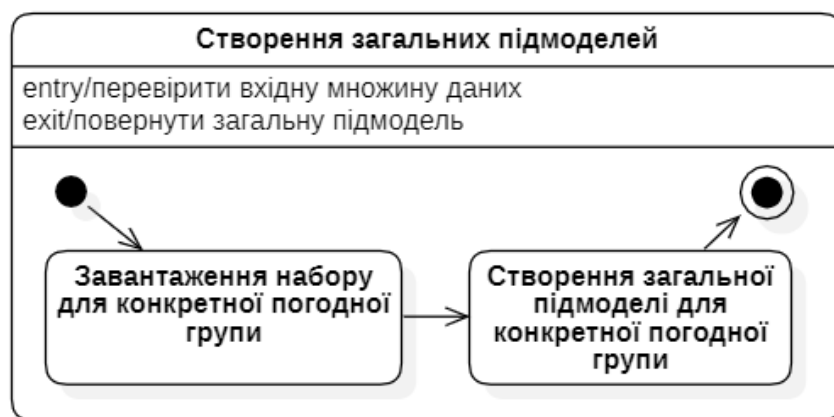 Створення загальних підмоделей
entry/перевірити вхідну множину даних
exit/повернути загальну підмодель
Завантаження набору
для конкретної погодної
групи
Створення загальної
підмоделі для
конкретної погодної
групи